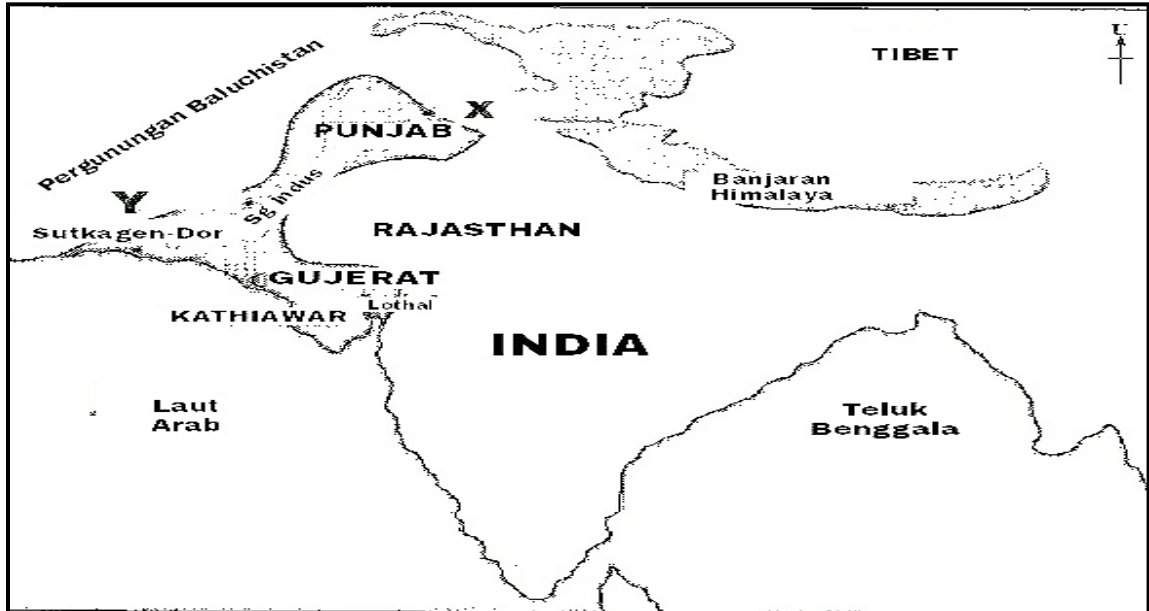 U
TIBET
Pergunungan Baluchistan
X
PUNJAB
Banjaran
Himalaya
Y
Sg indus
Sutkagen-Dor
RAJASTHAN
GUJERAT
Lothal
KATHIAWAR
INDIA
Laut
Arab
Teluk
Benggala